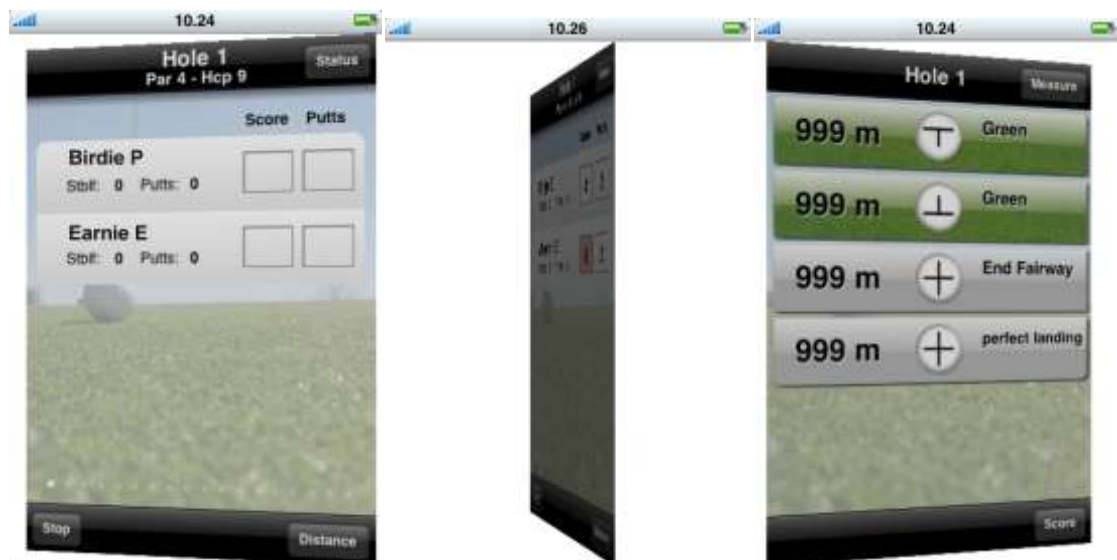 10.24
Hole 1
Status
Par 4 - Hcp 9
Score Putts
Birdie P
Stblf: 0 Putts: 0
Earnie E
Stblf: 0 Putts: 0
Stop
Distance
10.26
10.24
Hole 1
Measure
999 m Green
999 m Green
999 m End Fairway
999 m perfect landing
Score